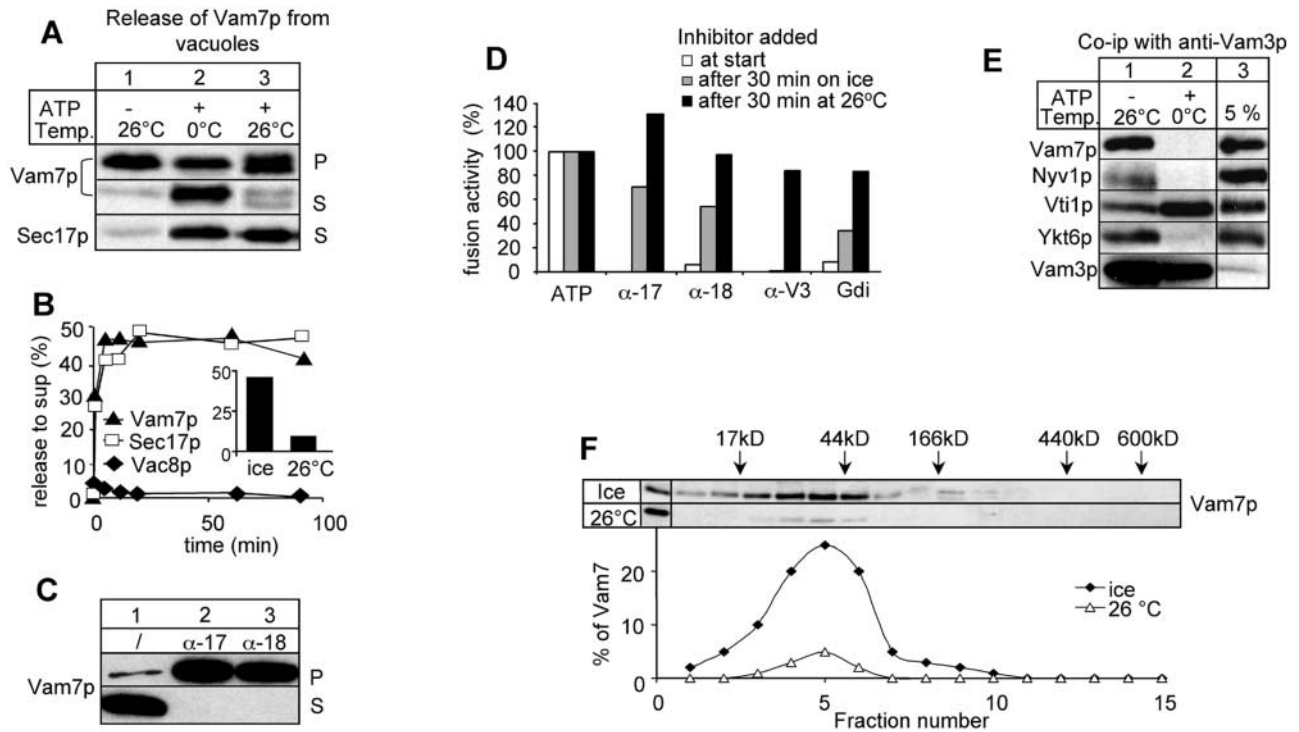 A
Release of Vam7p from
vacuoles
1 2 3
ATP - + +
Temp. 26°C 0°C 26°C
Vam7p P
S
Sec17p S
B
release to sup (%)
50
40
30
20
10
0
Vam7p
Sec17p
Vac8p
50
25
0
ice 26°C
0 50 100
time (min)
C
1 2 3
/ α-17 α-18
Vam7p P
S
D
Inhibitor added
at start
after 30 min on ice
after 30 min at 26°C
fusion activity (%)
140
120
100
80
60
40
20
0
ATP α-17 α-18 α-V3 Gdi
E
Co-ip with anti-Vam3p
1 2 3
ATP - + 5 %
Temp. 26°C 0°C
Vam7p
Nyv1p
Vti1p
Ykt6p
Vam3p
F
17kD 44kD 166kD 440kD 600kD
Ice
26°C
Vam7p
% of Vam7
20
10
0
ice
26 °C
0 5 10 15
Fraction number